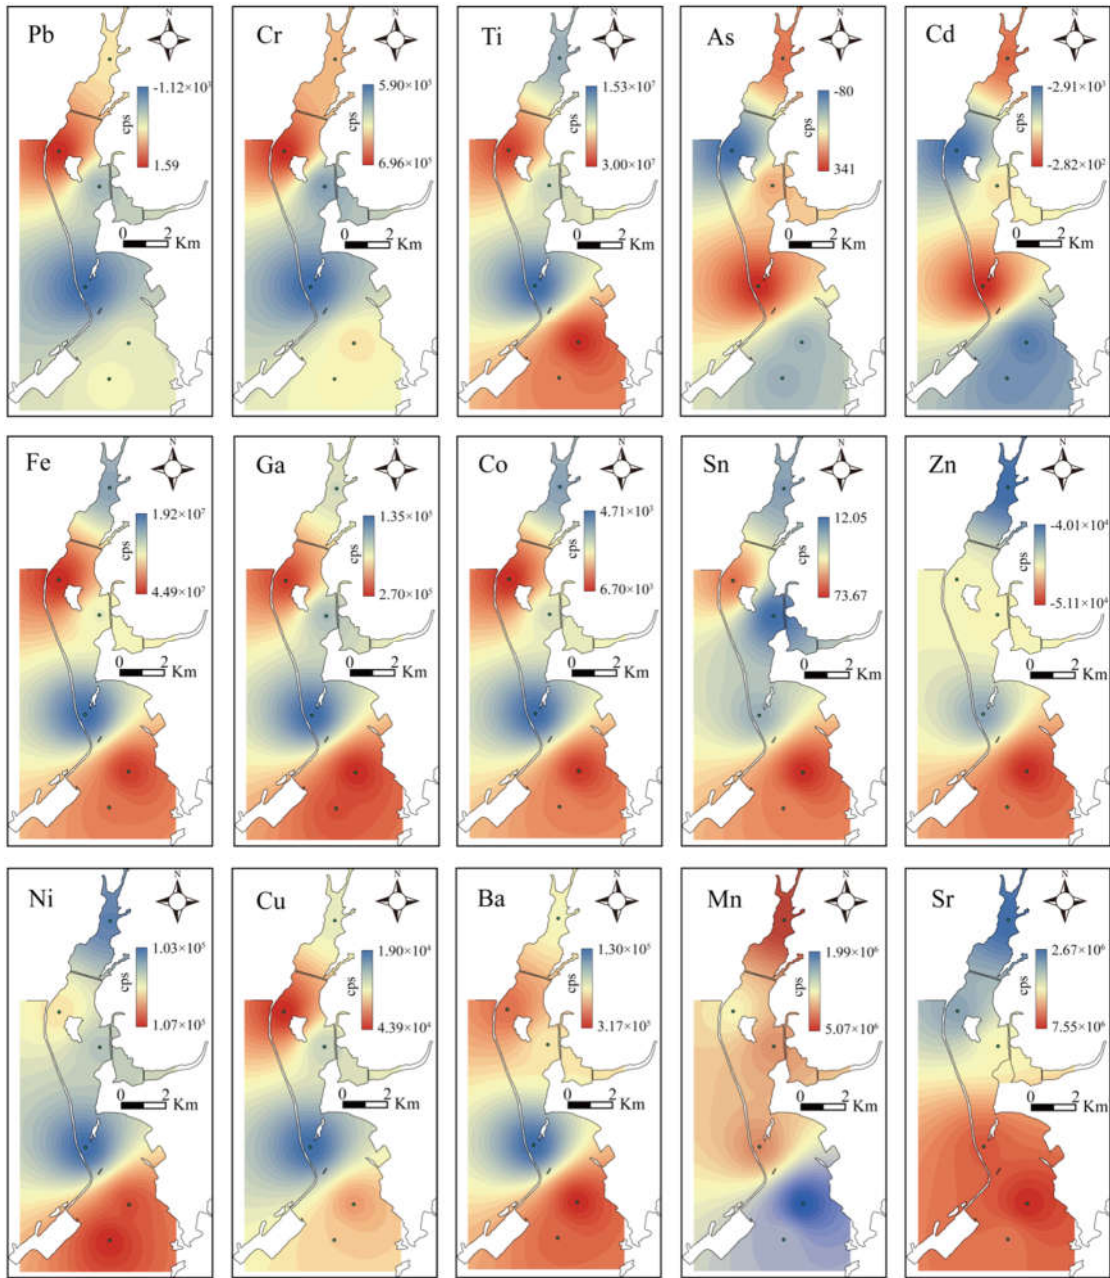 Pb
N
-1.12×10³
cps
1.59
0 2
Km
Cr
N
5.90×10⁵
cps
6.96×10⁵
0 2
Km
Ti
N
1.53×10⁷
cps
3.00×10⁷
0 2
Km
As
N
-80
cps
341
0 2
Km
Cd
N
-2.91×10³
cps
-2.82×10²
0 2
Km
Fe
N
1.92×10⁷
cps
4.49×10⁷
0 2
Km
Ga
N
1.35×10⁵
cps
2.70×10⁵
0 2
Km
Co
N
4.71×10³
cps
6.70×10³
0 2
Km
Sn
N
12.05
cps
73.67
0 2
Km
Zn
N
-4.01×10⁴
cps
-5.11×10⁴
0 2
Km
Ni
N
1.03×10⁵
cps
1.07×10⁵
0 2
Km
Cu
N
1.90×10⁴
cps
4.39×10⁴
0 2
Km
Ba
N
1.30×10⁵
cps
3.17×10⁵
0 2
Km
Mn
N
1.99×10⁶
cps
5.07×10⁶
0 2
Km
Sr
N
2.67×10⁶
cps
7.55×10⁶
0 2
Km